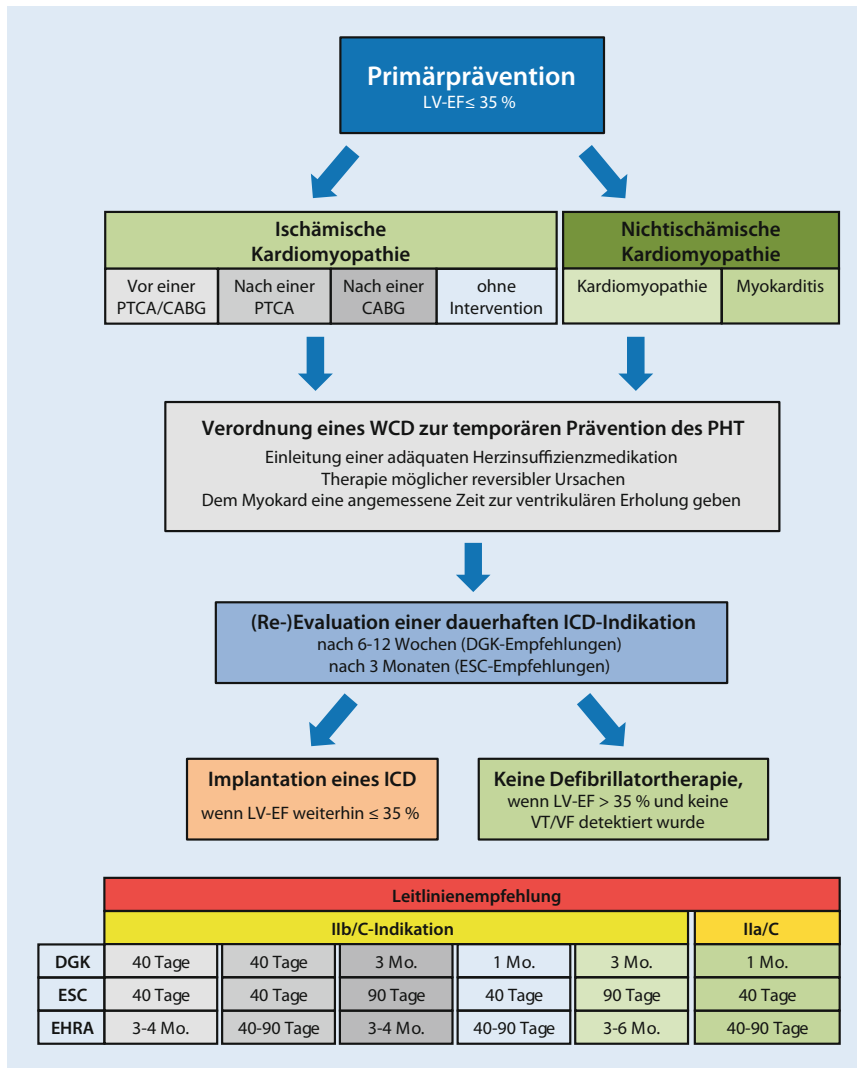 Primärprävention
LV-EF≤ 35 %
Ischämische
Kardiomyopathie
Nichtischämische
Kardiomyopathie
Vor einer
PTCA/CABG
Nach einer
PTCA
Nach einer
CABG
ohne
Intervention
Kardiomyopathie
Myokarditis
Verordnung eines WCD zur temporären Prävention des PHT
Einleitung einer adäquaten Herzinsuffizienzmedikation
Therapie möglicher reversibler Ursachen
Dem Myokard eine angemessene Zeit zur ventrikulären Erholung geben
(Re-)Evaluation einer dauerhaften ICD-Indikation
nach 6-12 Wochen (DGK-Empfehlungen)
nach 3 Monaten (ESC-Empfehlungen)
Implantation eines ICD
wenn LV-EF weiterhin ≤ 35 %
Keine Defibrillatortherapie,
wenn LV-EF > 35 % und keine
VT/VF detektiert wurde
Leitlinienempfehlung
IIb/C-Indikation IIa/C
DGK 40 Tage 40 Tage 3 Mo. 1 Mo. 3 Mo. 1 Mo.
ESC 40 Tage 40 Tage 90 Tage 40 Tage 90 Tage 40 Tage
EHRA 3-4 Mo. 40-90 Tage 3-4 Mo. 40-90 Tage 3-6 Mo. 40-90 Tage